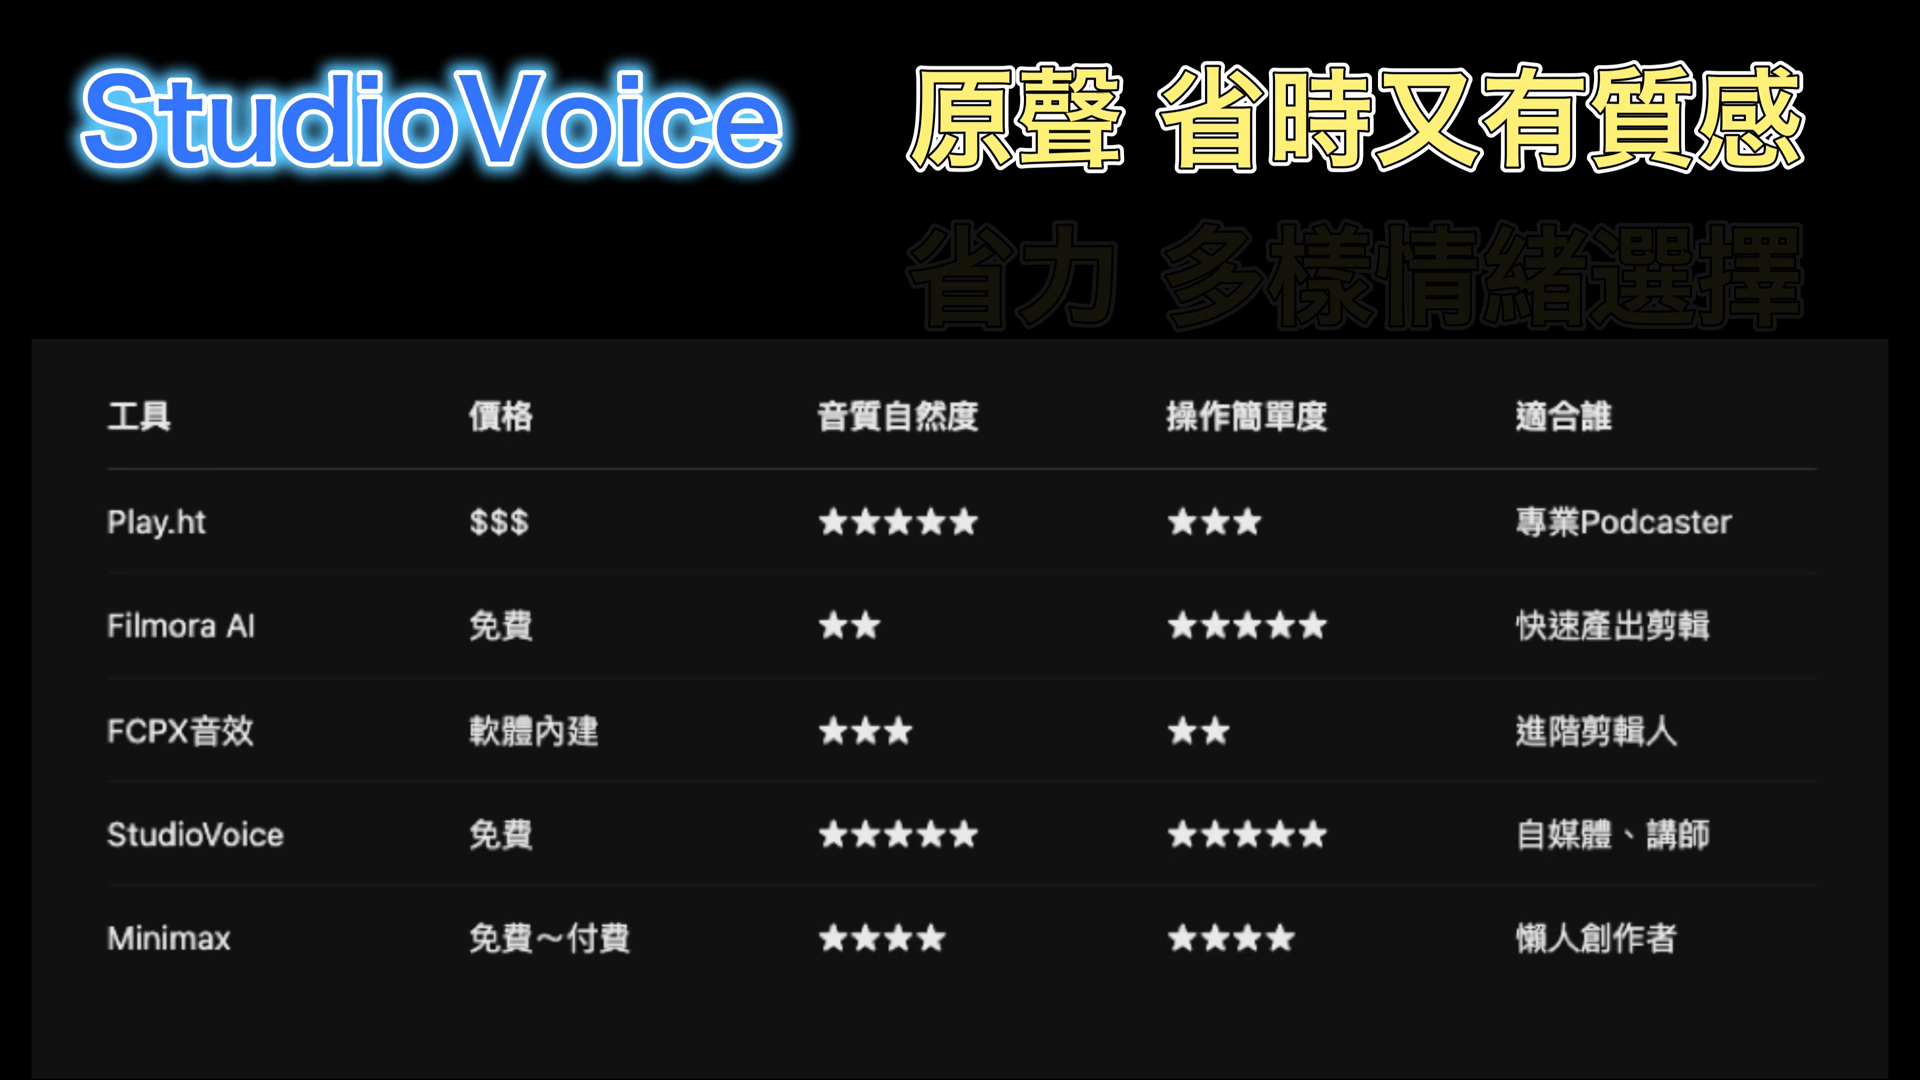 StudioVoice 原聲 省時又有質感
省力 多樣情緒選擇
工具 價格 音質自然度 操作簡單度 適合誰
Play.ht $$$ ★★★★★ ★★★ 專業Podcaster
Filmora AI 免費 ★★ ★★★★★ 快速產出剪輯
FCPX音效 軟體內建 ★★★ ★★ 進階剪輯人
StudioVoice 免費 ★★★★★ ★★★★★ 自媒體、講師
Minimax 免費～付費 ★★★★ ★★★★ 懶人創作者